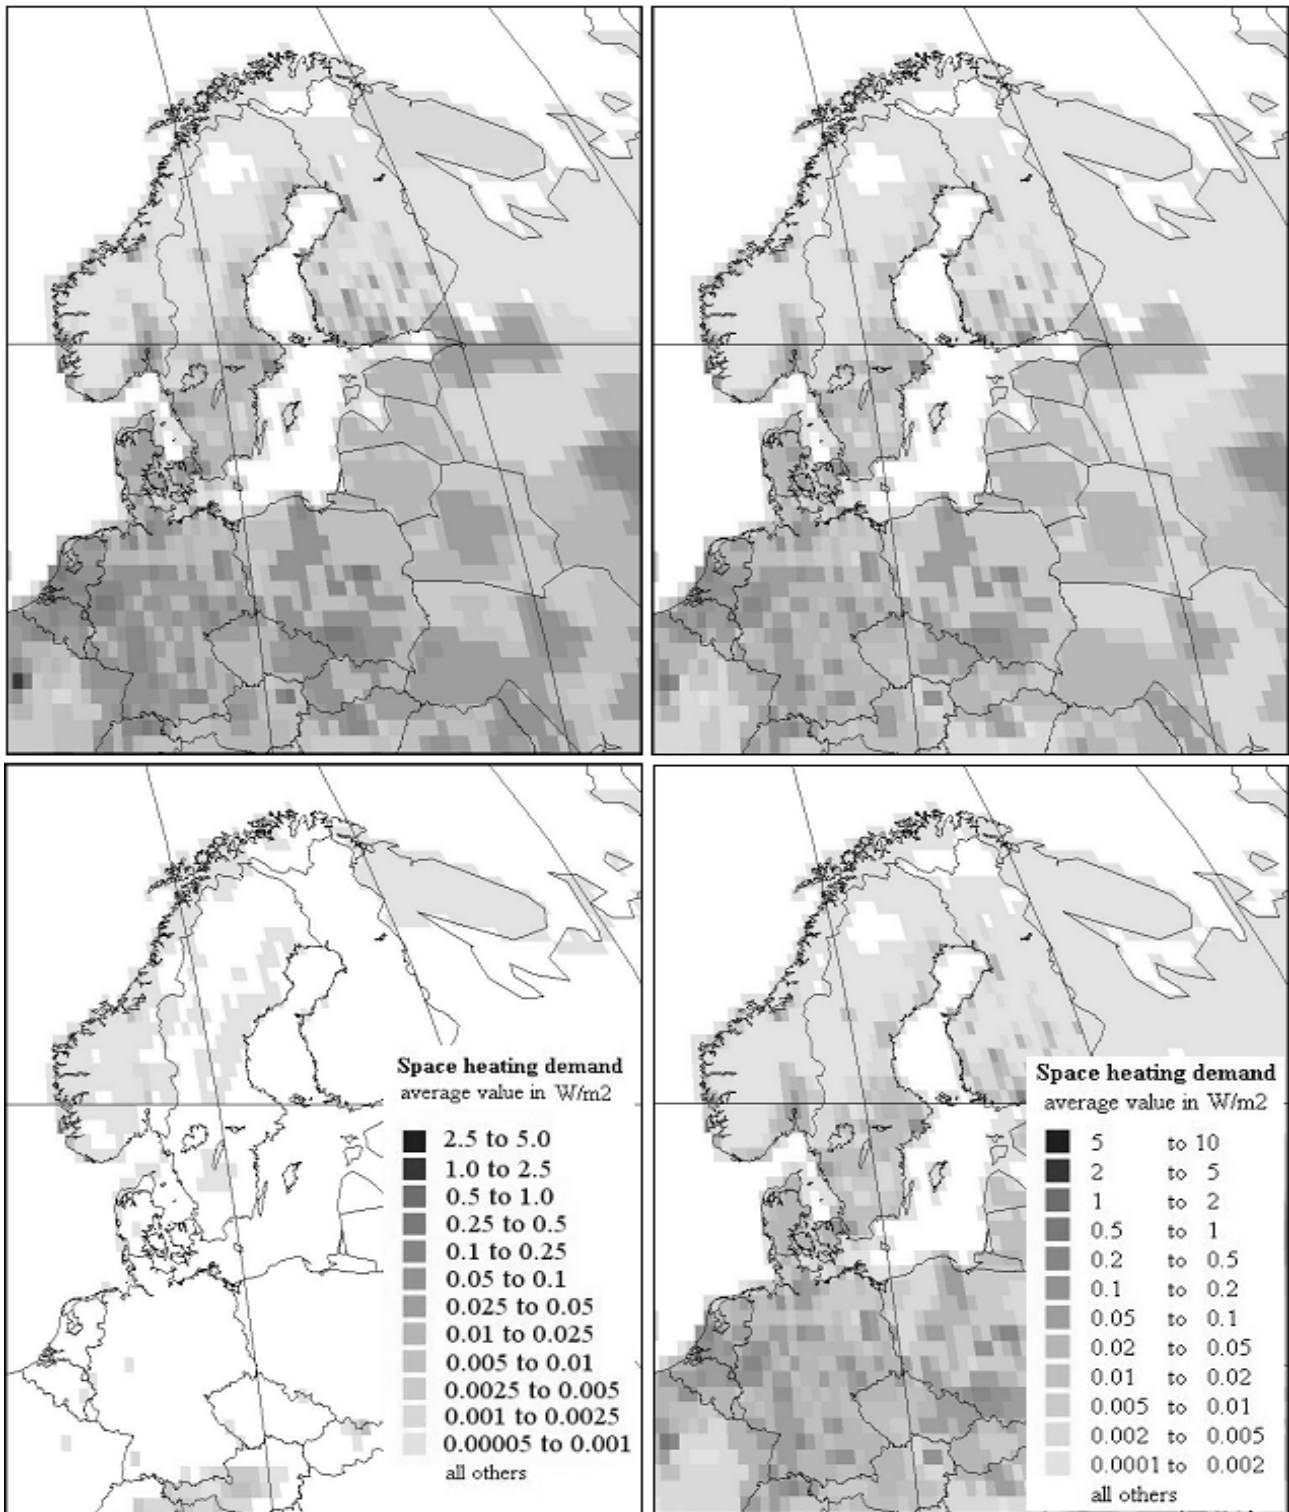 Space heating demand
average value in W/m2
2.5 to 5.0
1.0 to 2.5
0.5 to 1.0
0.25 to 0.5
0.1 to 0.25
0.05 to 0.1
0.025 to 0.05
0.01 to 0.025
0.005 to 0.01
0.0025 to 0.005
0.001 to 0.0025
0.00005 to 0.001
all others
Space heating demand
average value in W/m2
5 to 10
2 to 5
1 to 2
0.5 to 1
0.2 to 0.5
0.1 to 0.2
0.05 to 0.1
0.02 to 0.05
0.01 to 0.02
0.005 to 0.01
0.002 to 0.005
0.0001 to 0.002
all others